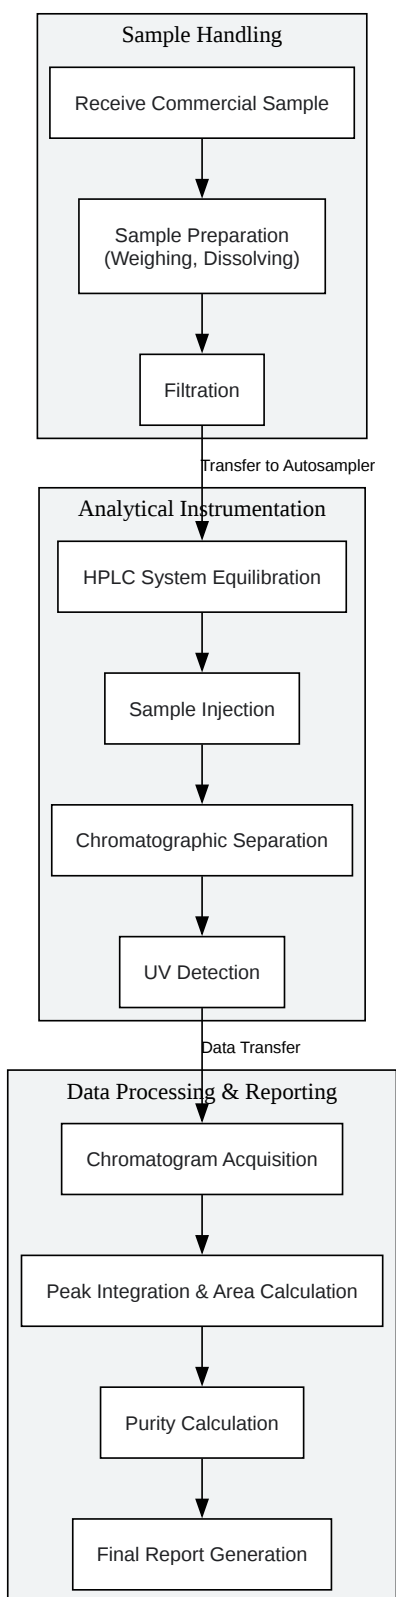 Sample Handling
Receive Commercial Sample
Sample Preparation
(Weighing, Dissolving)
Filtration
Transfer to Autosampler
Analytical Instrumentation
HPLC System Equilibration
Sample Injection
Chromatographic Separation
UV Detection
Data Transfer
Data Processing & Reporting
Chromatogram Acquisition
Peak Integration & Area Calculation
Purity Calculation
Final Report Generation